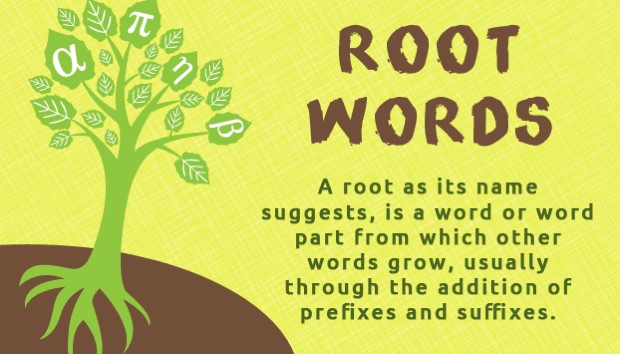 α
π
η
β
ROOT
WORDS
A root as its name
suggests, is a word or word
part from which other
words grow, usually
through the addition of
prefixes and suffixes.